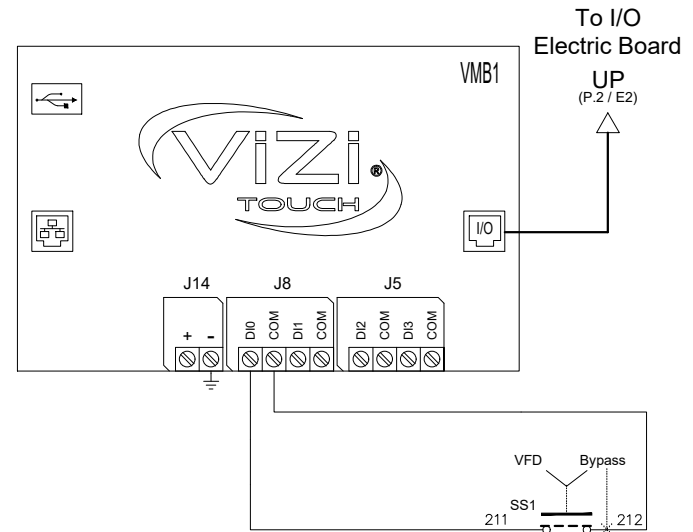 To I/O
Electric Board
UP
(P.2 / E2)
VMB1
ViZi®
TOUCH
I/O
J14
J8
J5
+
-
DI0
COM
DI1
COM
DI2
COM
DI3
COM
VFD
Bypass
SS1
211
212